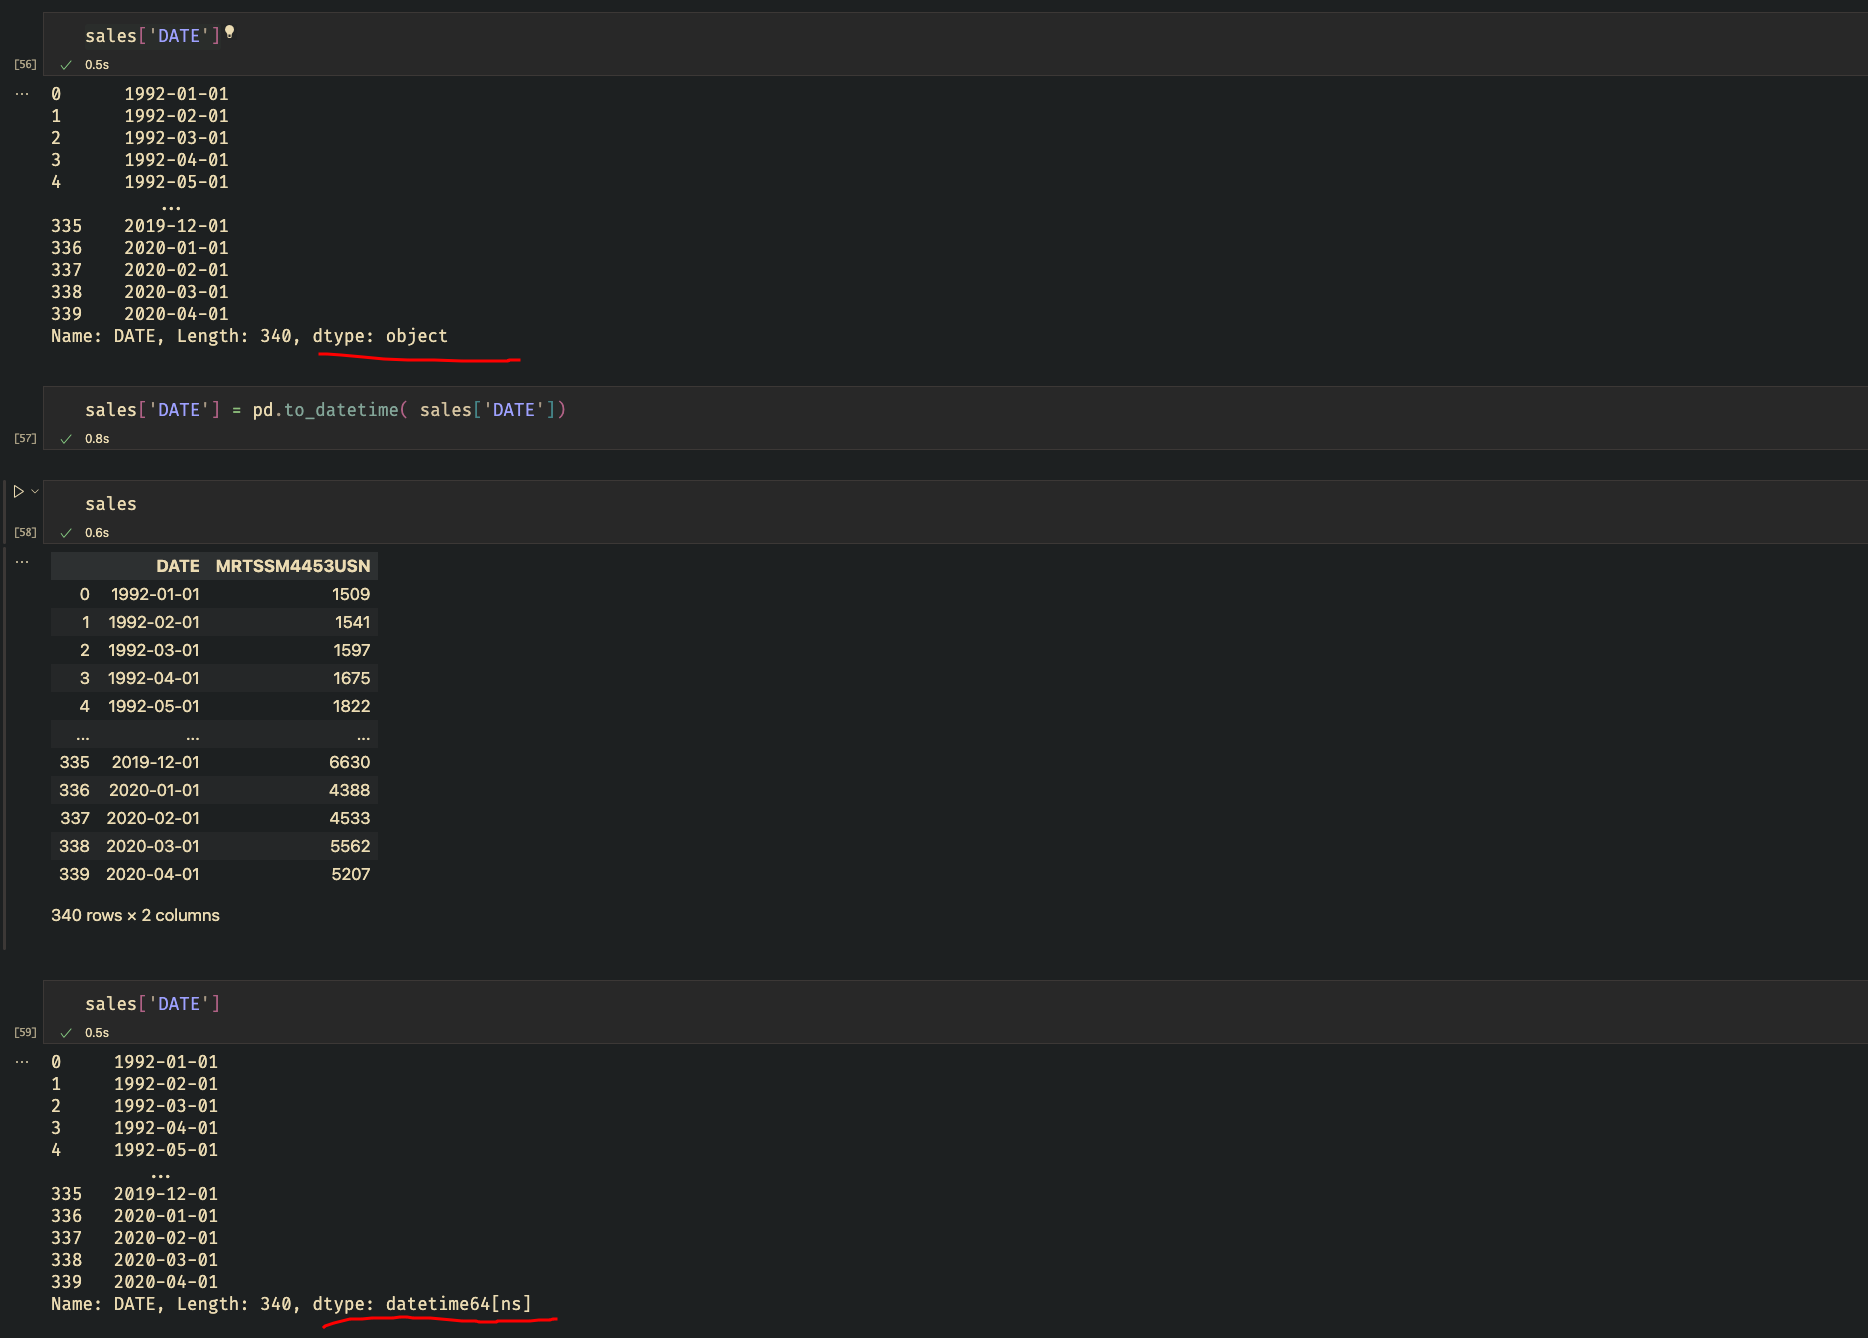 sales['DATE']
[56] 0.5s
0 1992-01-01
1 1992-02-01
2 1992-03-01
3 1992-04-01
4 1992-05-01
...
335 2019-12-01
336 2020-01-01
337 2020-02-01
338 2020-03-01
339 2020-04-01
Name: DATE, Length: 340, dtype: object
sales['DATE'] = pd.to_datetime( sales['DATE'])
[57] 0.8s
sales
[58] 0.6s
DATE MRTSSM4453USN
0 1992-01-01 1509
1 1992-02-01 1541
2 1992-03-01 1597
3 1992-04-01 1675
4 1992-05-01 1822
... ... ...
335 2019-12-01 6630
336 2020-01-01 4388
337 2020-02-01 4533
338 2020-03-01 5562
339 2020-04-01 5207
340 rows × 2 columns
sales['DATE']
[59] 0.5s
0 1992-01-01
1 1992-02-01
2 1992-03-01
3 1992-04-01
4 1992-05-01
...
335 2019-12-01
336 2020-01-01
337 2020-02-01
338 2020-03-01
339 2020-04-01
Name: DATE, Length: 340, dtype: datetime64[ns]